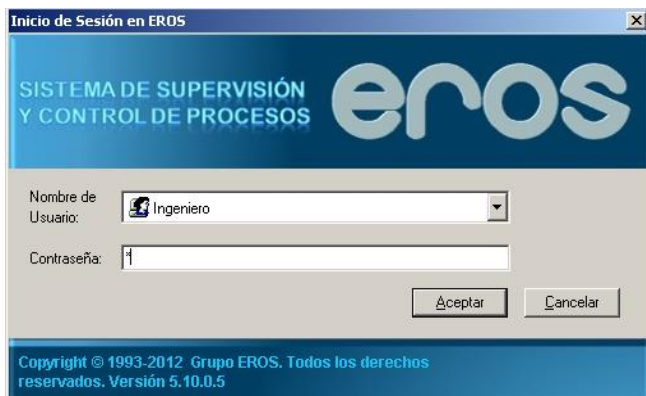 Inicio de Sesión en EROS
SISTEMA DE SUPERVISIÓN
Y CONTROL DE PROCESOS
eros
Nombre de
Usuario:
Ingeniero
Contraseña:
*
Aceptar
Cancelar
Copyright © 1993-2012 Grupo EROS. Todos los derechos
reservados. Versión 5.10.0.5